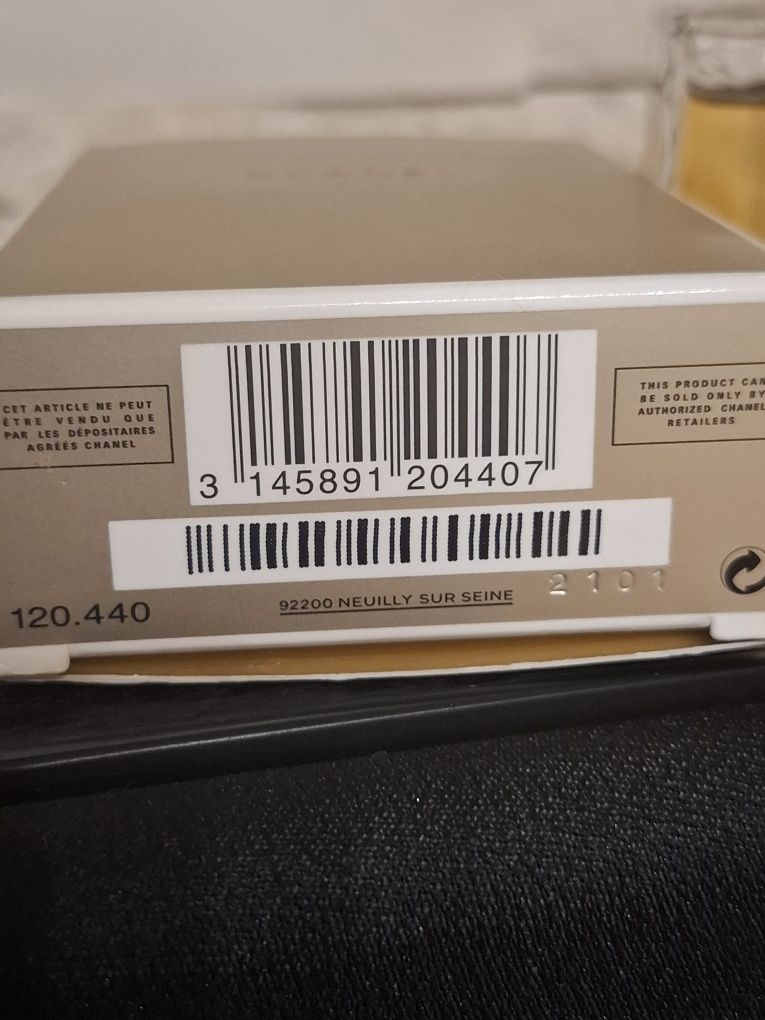 CET ARTICLE NE PEUT
ÊTRE VENDU QUE
PAR LES DÉPOSITAIRES
AGRÉÉS CHANEL
3 145891 204407
THIS PRODUCT CAN
BE SOLD ONLY BY
AUTHORIZED CHANEL
RETAILERS
120.440
92200 NEUILLY SUR SEINE
2101